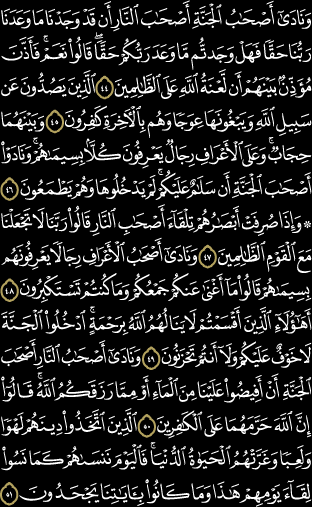 وَنَادَىٰٓ أَصْحَٰبُ ٱلْجَنَّةِ أَصْحَٰبَ ٱلنَّارِ أَن قَدْ وَجَدْنَا مَا وَعَدَنَا
رَبُّنَا حَقًّا فَهَلْ وَجَدتُّم مَّا وَعَدَ رَبُّكُمْ حَقًّا ۖ قَالُوا۟ نَعَمْ ۚ فَأَذَّنَ
مُؤَذِّنٌۢ بَيْنَهُمْ أَن لَّعْنَةُ ٱللَّهِ عَلَى ٱلظَّٰلِمِينَ ٤٤ ٱلَّذِينَ يَصُدُّونَ عَن
سَبِيلِ ٱللَّهِ وَيَبْغُونَهَا عِوَجًا وَهُم بِٱلْءَاخِرَةِ كَٰفِرُونَ ٤٥ وَبَيْنَهُمَا
حِجَابٌ ۚ وَعَلَى ٱلْأَعْرَافِ رِجَالٌ يَعْرِفُونَ كُلًّۢا بِسِيمَىٰهُمْ ۚ وَنَادَوْا۟
أَصْحَٰبَ ٱلْجَنَّةِ أَن سَلَٰمٌ عَلَيْكُمْ ۚ لَمْ يَدْخُلُوهَا وَهُمْ يَطْمَعُونَ ٤٦
* وَإِذَا صُرِفَتْ أَبْصَٰرُهُمْ تِلْقَآءَ أَصْحَٰبِ ٱلنَّارِ قَالُوا۟ رَبَّنَا لَا تَجْعَلْنَا
مَعَ ٱلْقَوْمِ ٱلظَّٰلِمِينَ ٤٧ وَنَادَىٰٓ أَصْحَٰبُ ٱلْأَعْرَافِ رِجَالًا يَعْرِفُونَهُم
بِسِيمَىٰهُمْ قَالُوا۟ مَآ أَغْنَىٰ عَنكُمْ جَمْعُكُمْ وَمَا كُنتُمْ تَسْتَكْبِرُونَ ٤٨
أَهَٰٓؤُلَآءِ ٱلَّذِينَ أَقْسَمْتُمْ لَا يَنَالُهُمُ ٱللَّهُ بِرَحْمَةٍ ۚ ٱدْخُلُوا۟ ٱلْجَنَّةَ
لَا خَوْفٌ عَلَيْكُمْ وَلَآ أَنتُمْ تَحْزَنُونَ ٤٩ وَنَادَىٰٓ أَصْحَٰبُ ٱلنَّارِ أَصْحَٰبَ
ٱلْجَنَّةِ أَنْ أَفِيضُوا۟ عَلَيْنَا مِنَ ٱلْمَآءِ أَوْ مِمَّا رَزَقَكُمُ ٱللَّهُ ۚ قَالُوٓا۟
إِنَّ ٱللَّهَ حَرَّمَهُمَا عَلَى ٱلْكَٰفِرِينَ ٥٠ ٱلَّذِينَ ٱتَّخَذُوا۟ دِينَهُمْ لَهْوًا
وَلَعِبًا وَغَرَّتْهُمُ ٱلْحَيَوٰةُ ٱلدُّنْيَا ۚ فَٱلْيَوْمَ نَنسَىٰهُمْ كَمَا نَسُوا۟
لِقَآءَ يَوْمِهِمْ هَٰذَا وَمَا كَانُوا۟ بِـَٔايَٰتِنَا يَجْحَدُونَ ٥١